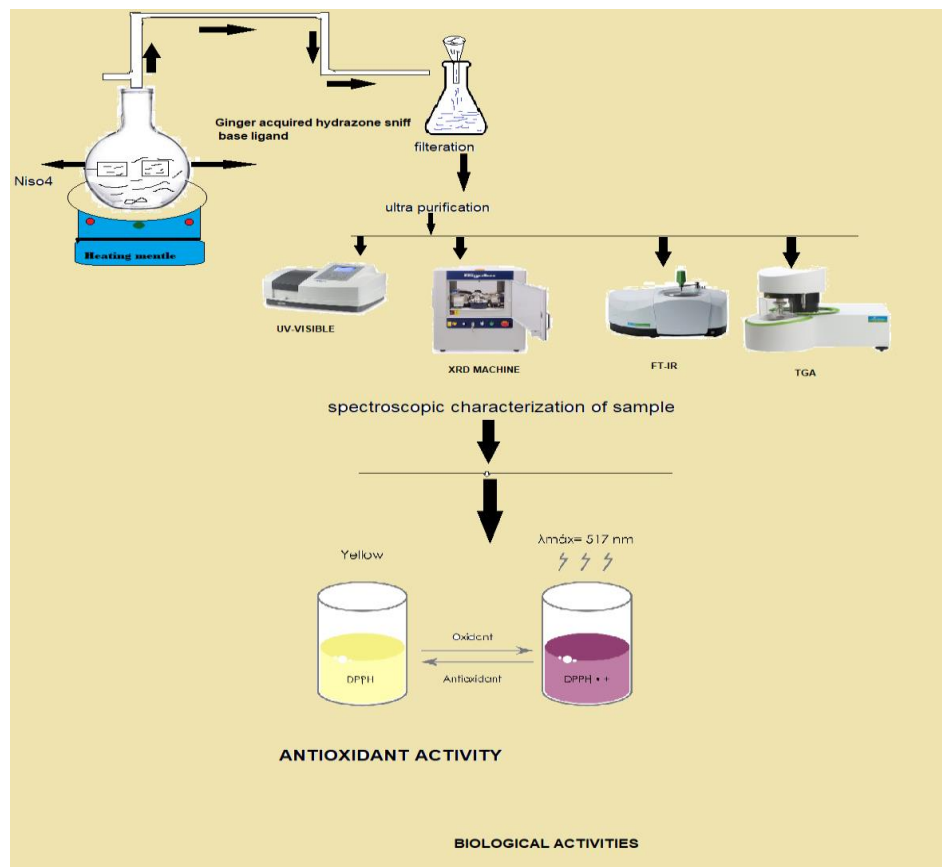 Ginger acquired hydrazone sniff
base ligand
filteration
Niso4
ultra purification
Heating mentle
UV-VISIBLE
XRD MACHINE
FT-IR
TGA
spectroscopic characterization of sample
Yellow
λmáx= 517 nm
Oxidant
DPPH
Antioxidant
DPPH • +
ANTIOXIDANT ACTIVITY
BIOLOGICAL ACTIVITIES